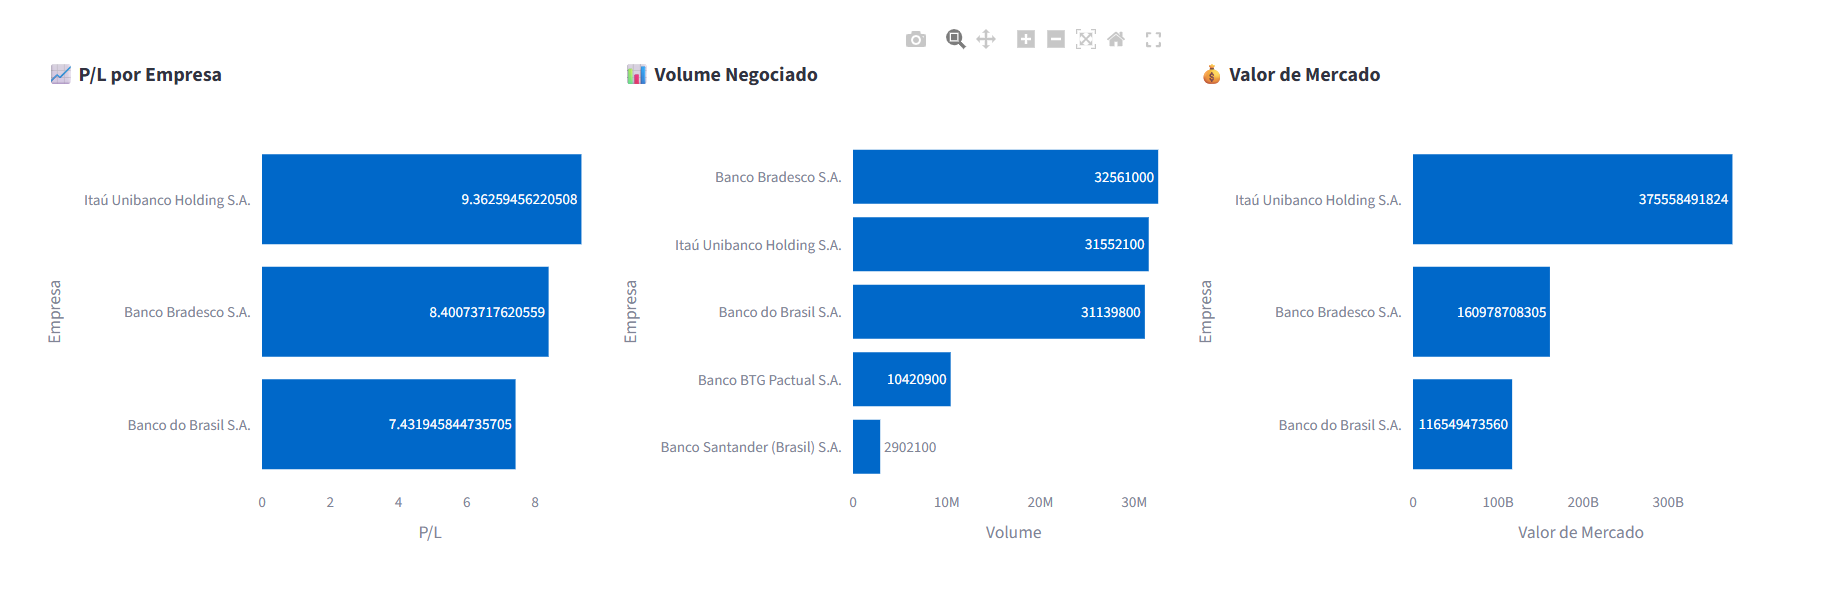 P/L por Empresa
Empresa
Itaú Unibanco Holding S.A.
9.36259456220508
Banco Bradesco S.A.
8.40073717620559
Banco do Brasil S.A.
7.431945844735705
0 2 4 6 8
P/L
Volume Negociado
Empresa
Banco Bradesco S.A.
32561000
Itaú Unibanco Holding S.A.
31552100
Banco do Brasil S.A.
31139800
Banco BTG Pactual S.A.
10420900
Banco Santander (Brasil) S.A.
2902100
0 10M 20M 30M
Volume
Valor de Mercado
Empresa
Itaú Unibanco Holding S.A.
375558491824
Banco Bradesco S.A.
160978708305
Banco do Brasil S.A.
116549473560
0 100B 200B 300B
Valor de Mercado